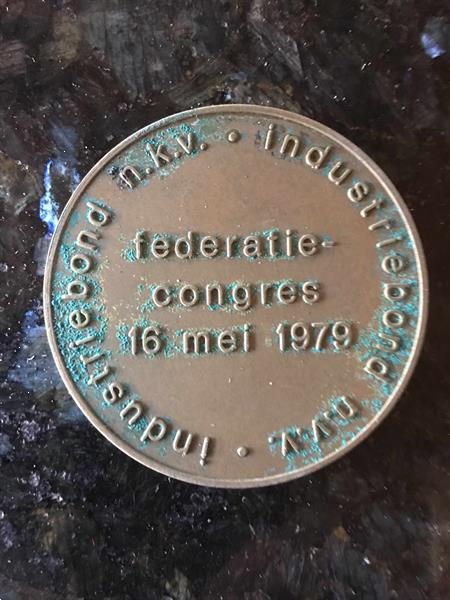 industriebond n.k.v. • industriebond n.v.v. •
federatie-
congres
16 mei 1979